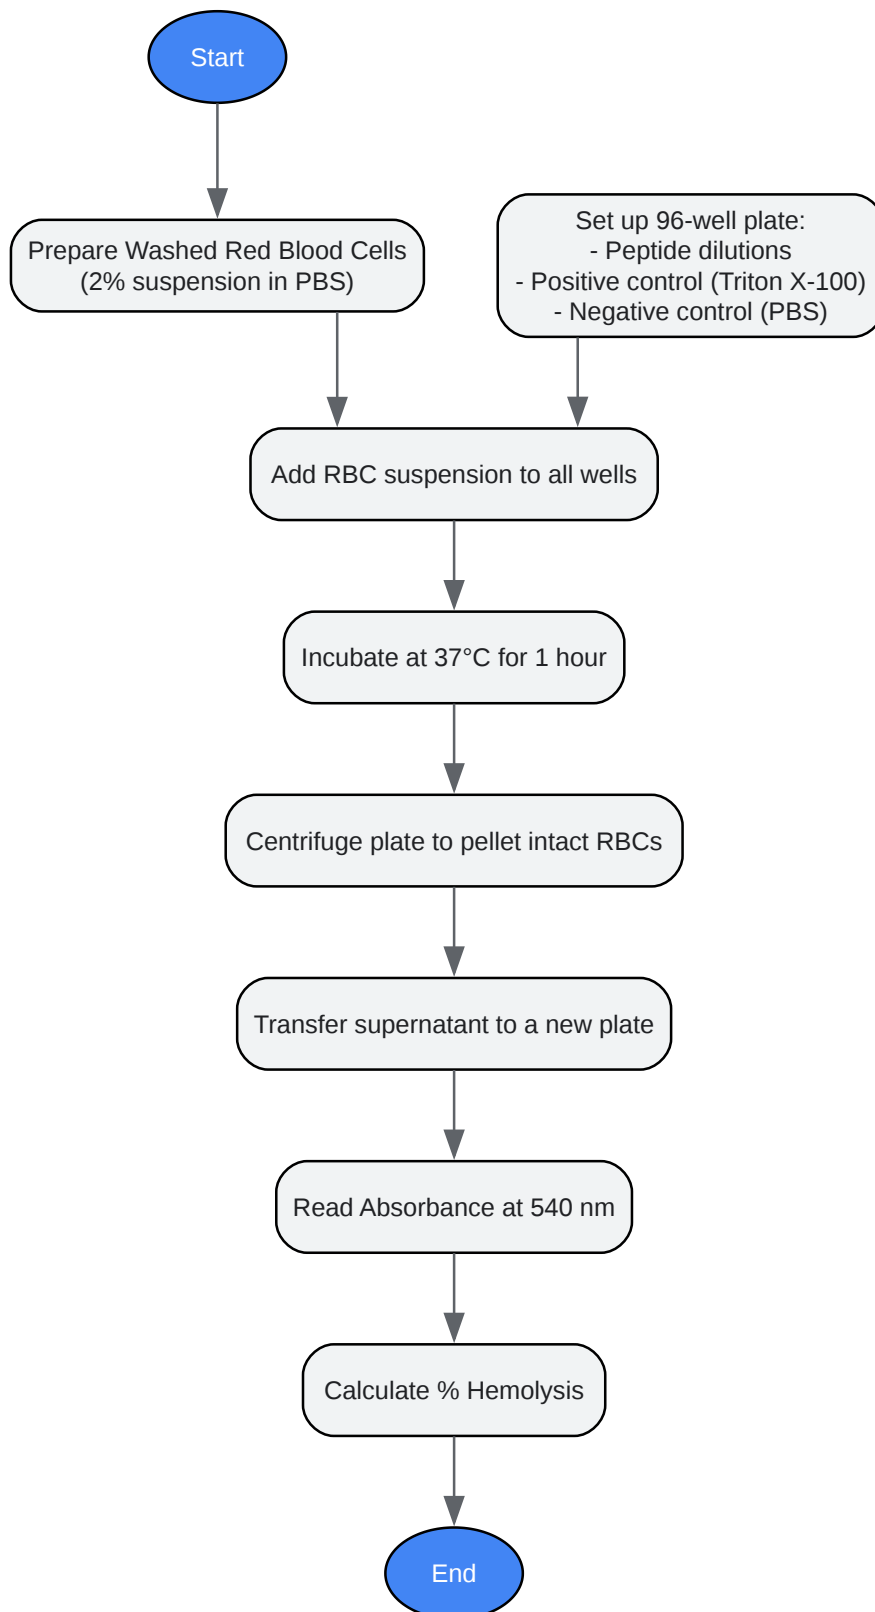 Start
Prepare Washed Red Blood Cells
(2% suspension in PBS)
Set up 96-well plate:
- Peptide dilutions
- Positive control (Triton X-100)
- Negative control (PBS)
Add RBC suspension to all wells
Incubate at 37°C for 1 hour
Centrifuge plate to pellet intact RBCs
Transfer supernatant to a new plate
Read Absorbance at 540 nm
Calculate % Hemolysis
End